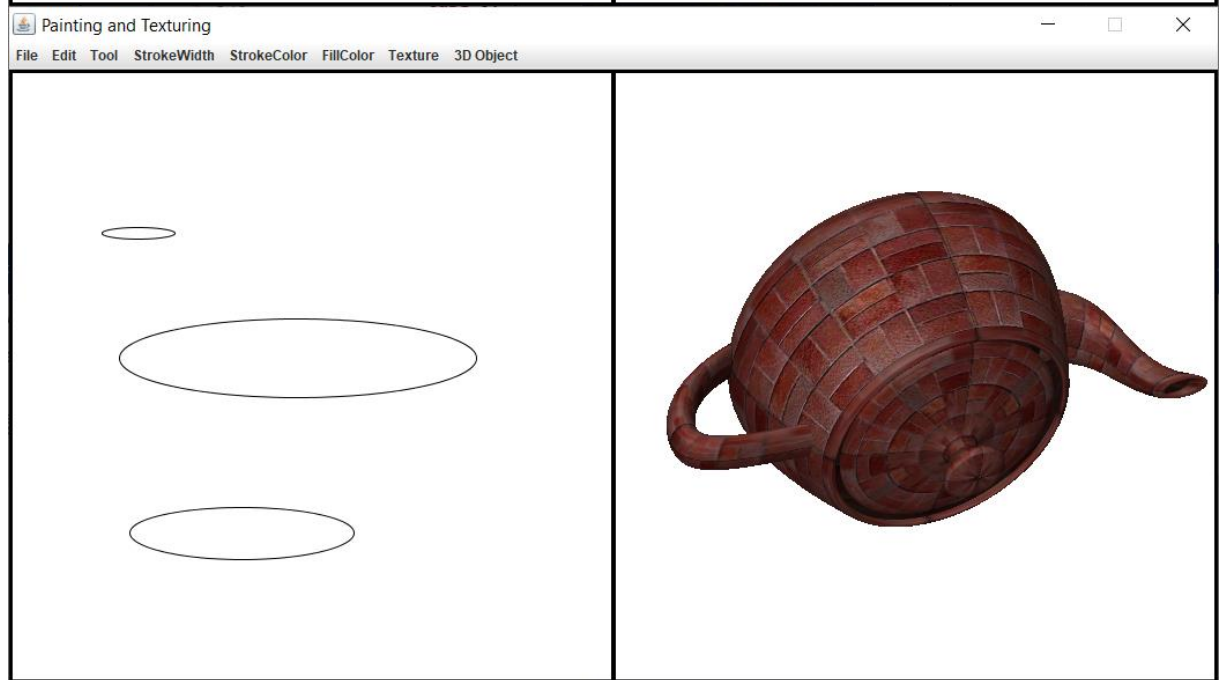 Painting and Texturing
File Edit Tool StrokeWidth StrokeColor FillColor Texture 3D Object